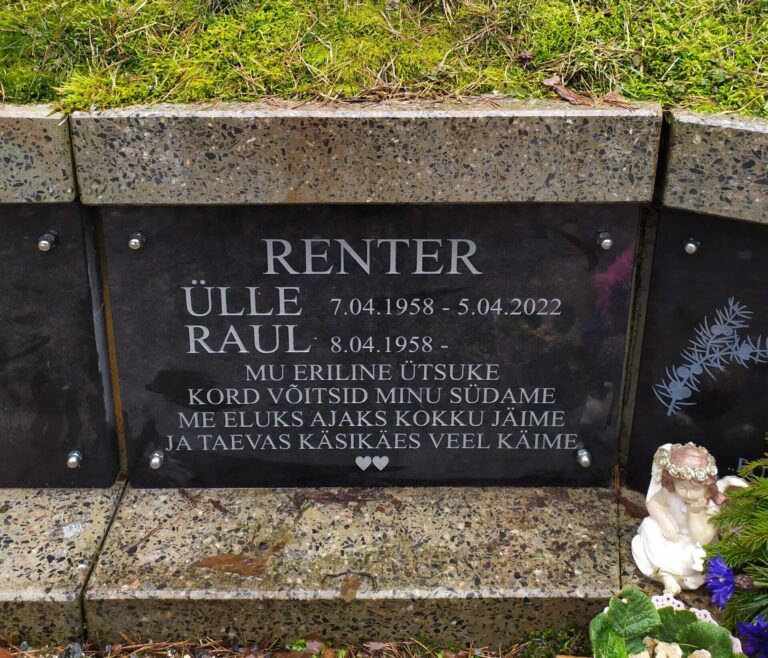 RENTER
ÜLLE 7.04.1958 - 5.04.2022
RAUL 8.04.1958 -
MU ERILINE ÜTSUKE
KORD VÕITSID MINU SÜDAME
ME ELUKS AJAKS KOKKU JÄIME
JA TAEVAS KÄSIKÄES VEEL KÄIME